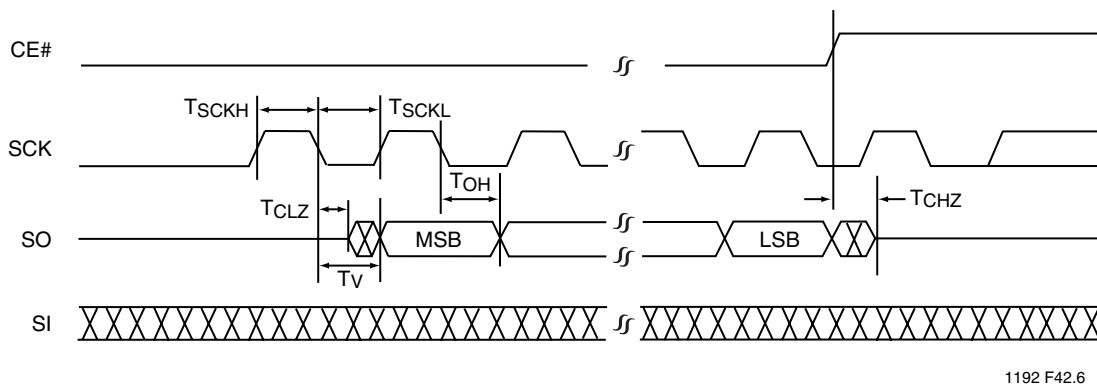 CE#
TSCKH
TSCKL
SCK
TOH
TCLZ
TCHZ
SO
MSB
LSB
TV
SI
1192 F42.6